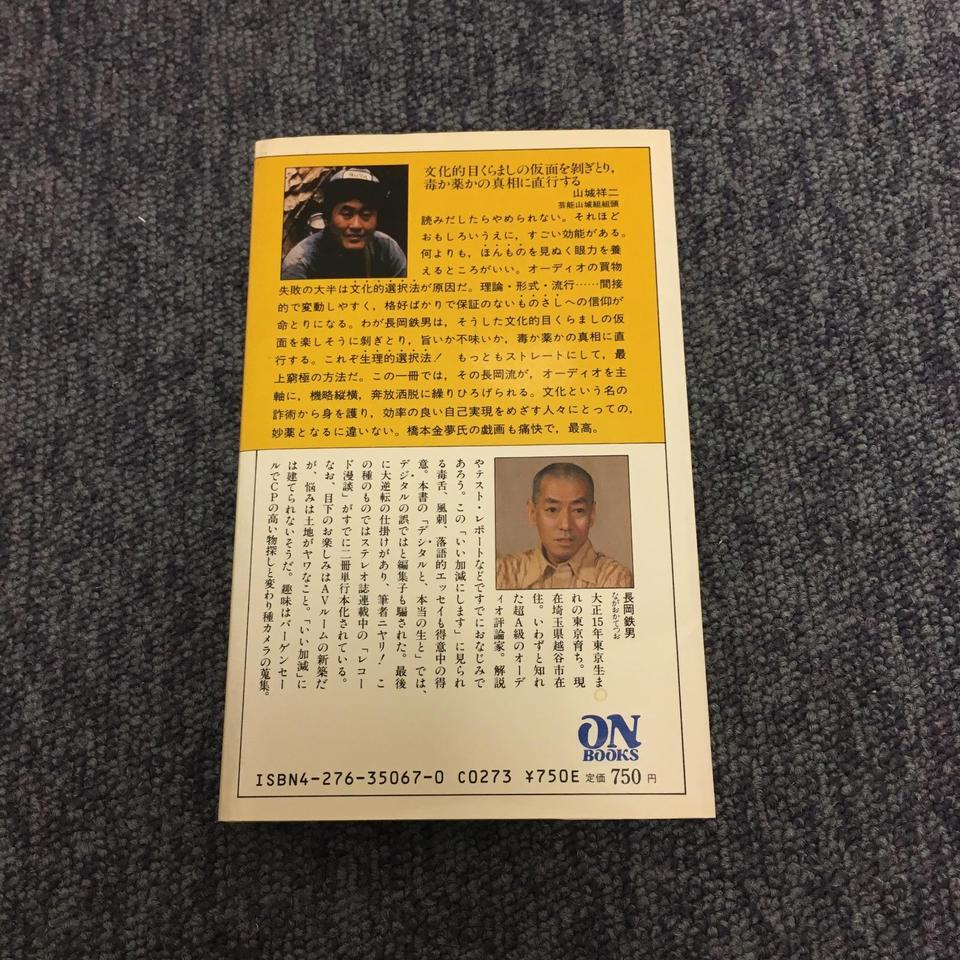 文化的目くらましの仮面を剝ぎとり，
毒か薬かの真相に直行する
山城祥二
芸能山城組組頭
読みだしたらやめられない。それほど
おもしろいうえに，すごい効能がある。
何よりも，ほんものを見ぬく眼力を養
えるところがいい。オーディオの買物
失敗の大半は文化的選択法が原因だ。理論・形式・流行……間接
的で変動しやすく，格好ばかりで保証のないものさしへの信仰が
命とりになる。わが長岡鉄男は，そうした文化的目くらましの仮
面を楽しそうに剝ぎとり，旨いか不味いか，毒か薬かの真相に直
行する。これぞ生理的選択法！　もっともストレートにして，最
上窮極の方法だ。この一冊では，その長岡流が，オーディオを主
軸に，機略縦横，奔放洒脱に繰りひろげられる。文化という名の
詐術から身を護り，効率の良い自己実現をめざす人々にとっての，
妙薬となるに違いない。橋本金夢氏の戯画も痛快で，最高。
長岡鉄男
ながおかてつお
大正15年東京生ま
れの東京育ち。現
在埼玉県越谷市在
住。いわずと知れ
た超A級のオーデ
ィオ評論家。解説
やテスト・レポートなどですでにおなじみで
あろう。この「いい加減にします」に見られ
る毒舌、風刺、落語的エッセイも得意中の得
意。本書の「デシタルと、本当の生と」では、
デジタルの誤ではと編集子も騙された。最後
に大逆転の仕掛けがあり、筆者ニヤリ！　こ
の種のものではステレオ誌連載中の「レコー
ド漫談」がすでに二冊単行本化されている。
なお、目下のお楽しみはAVルームの新築だ
が、悩みは土地がヤワなこと。「いい加減」に
は建てられないそうだ。趣味はバーゲンセー
ルでCPの高い物探しと変わり種カメラの蒐集。
ON
BOOKS
ISBN4-276-35067-0 C0273 ¥750E 定価 750 円